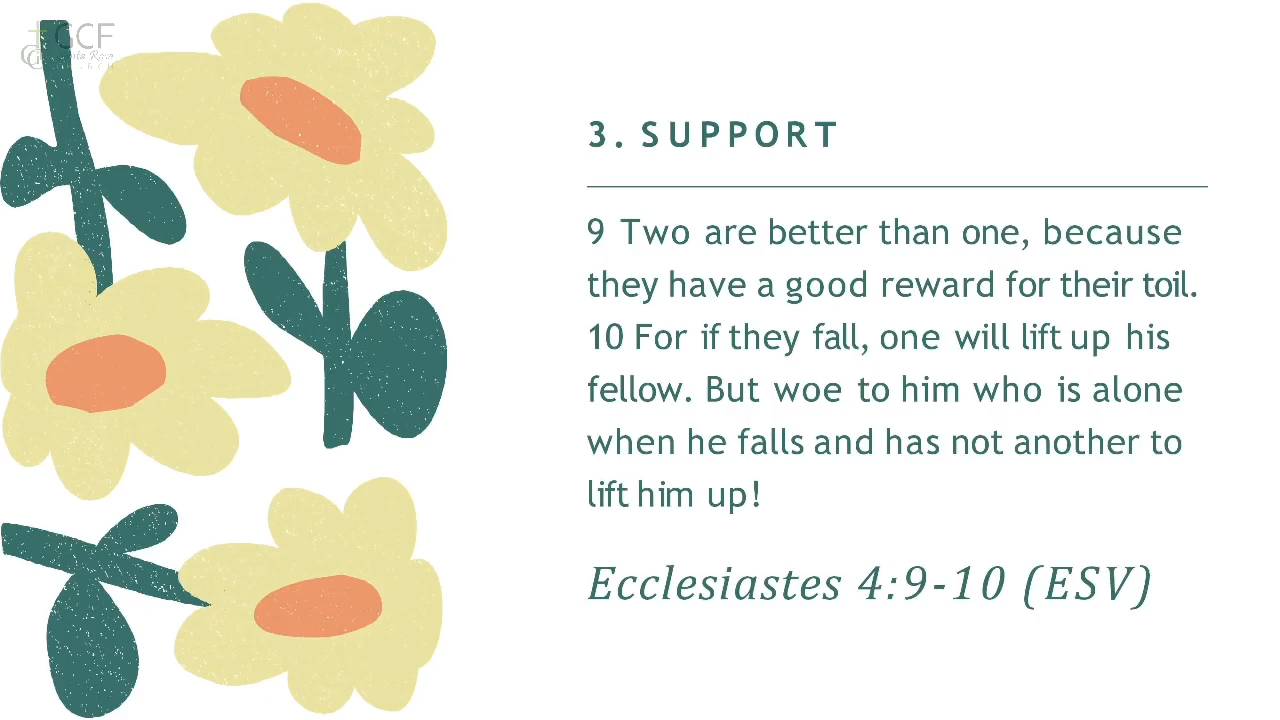 GCF
3. SUPPORT
9 Two are better than one, because
they have a good reward for their toil.
10 For if they fall, one will lift up his
fellow. But woe to him who is alone
when he falls and has not another to
lift him up!
Ecclesiastes 4:9-10 (ESV)